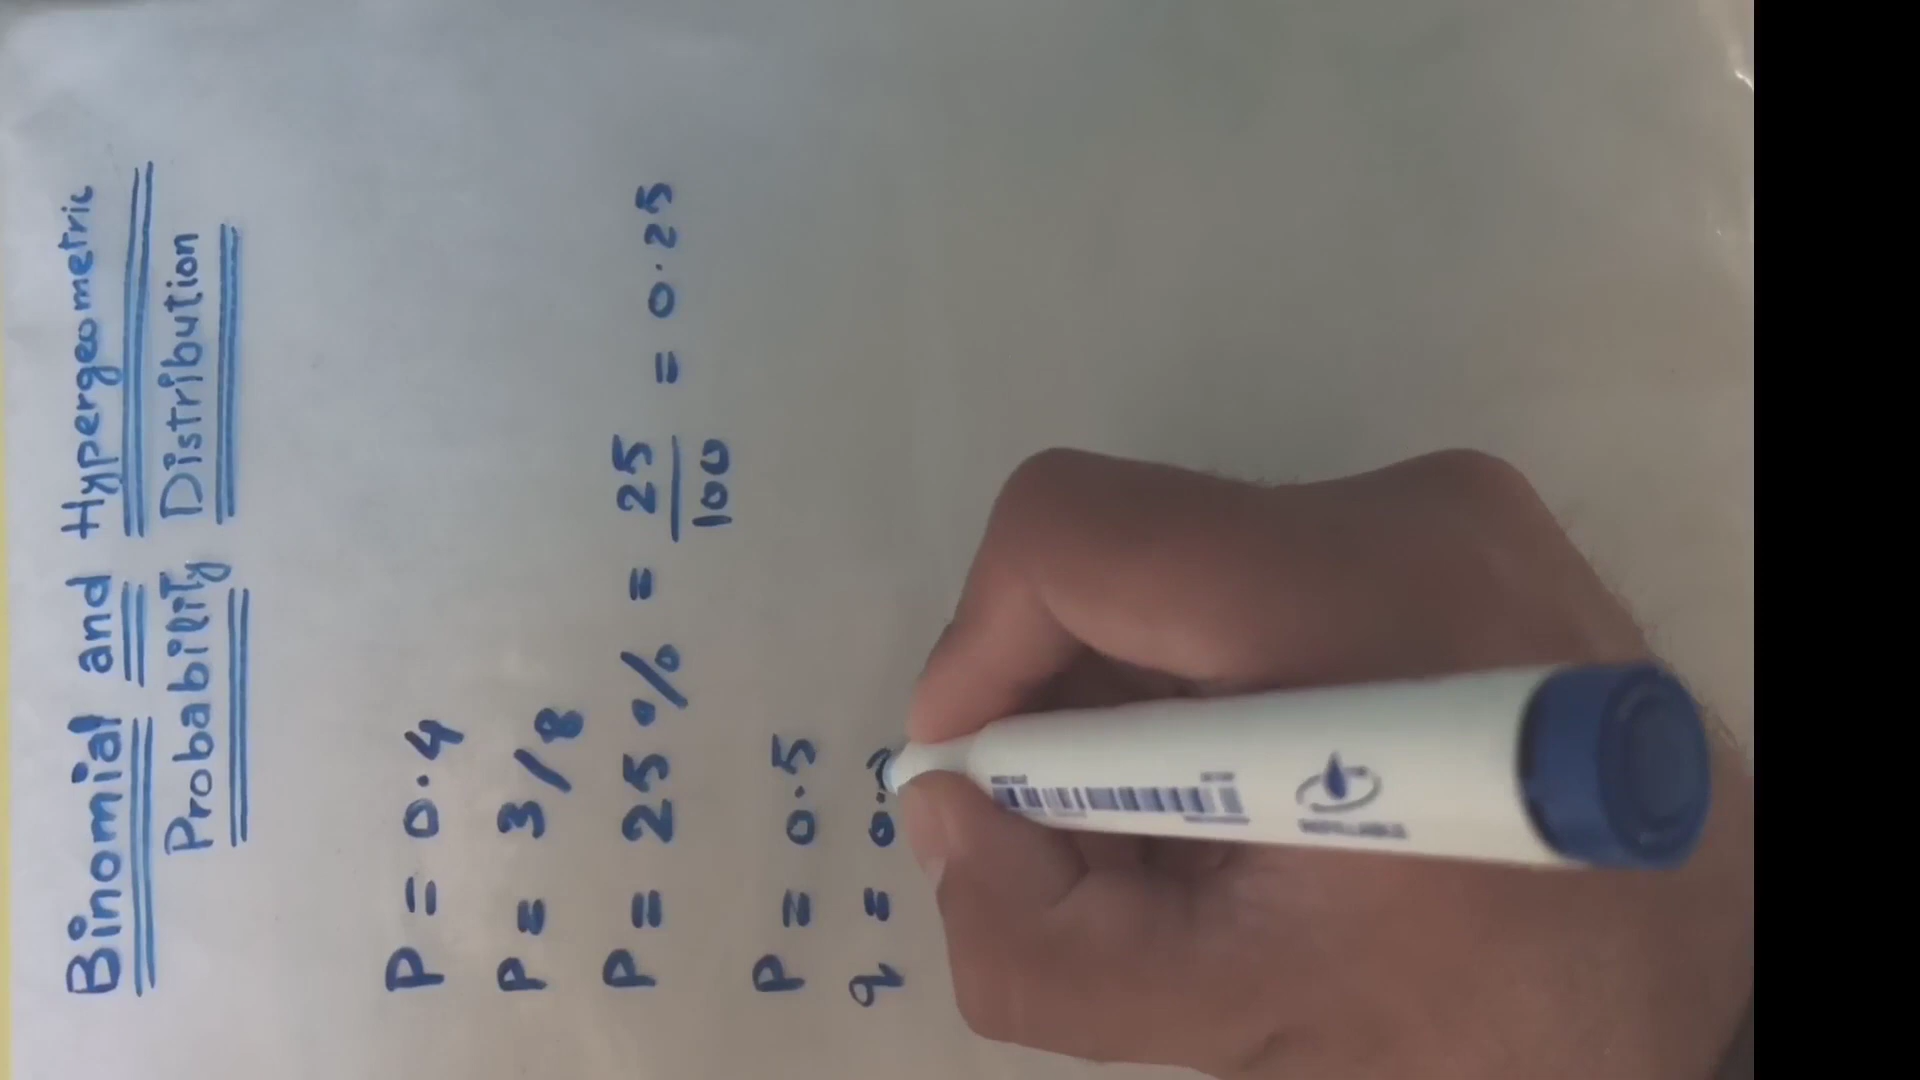 Binomial and Hypergeometric
Probability Distribution
P = 0.4
P = 3/8
P = 25% = 25/100 = 0.25
P = 0.5
q = 0.